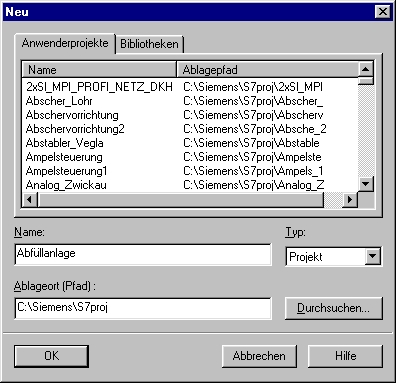 Neu
Anwenderprojekte Bibliotheken
Name Ablagepfad
2xSI_MPI_PROFI_NETZ_DKH C:\Siemens\S7proj\2xSI_MPI
Abscher_Lohr C:\Siemens\S7proj\Abscher_
Abschervorrichtung C:\Siemens\S7proj\Abscherv
Abschervorrichtung2 C:\Siemens\S7proj\Absche_2
Abstabler_Vegla C:\Siemens\S7proj\Abstable
Ampelsteuerung C:\Siemens\S7proj\Ampelste
Ampelsteuerung1 C:\Siemens\S7proj\Ampels_1
Analog_Zwickau C:\Siemens\S7proj\Analog_Z
Name: Typ:
Abfüllanlage Projekt
Ablageort (Pfad) :
C:\Siemens\S7proj Durchsuchen...
OK Abbrechen Hilfe